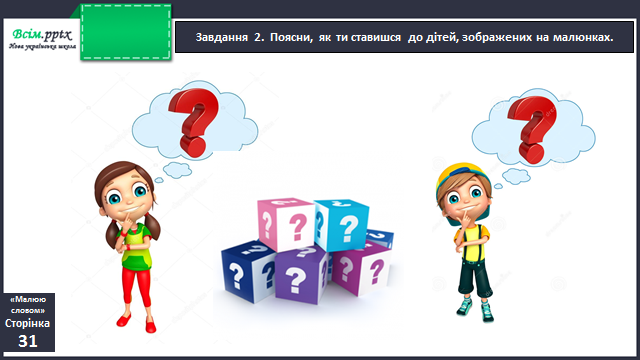 Всім.pptx
Нова українська школа
Завдання 2. Поясни, як ти ставишся до дітей, зображених на малюнках.
? ?
? ? ? ?
? ? ? ?
«Малюю
словом»
Сторінка
31